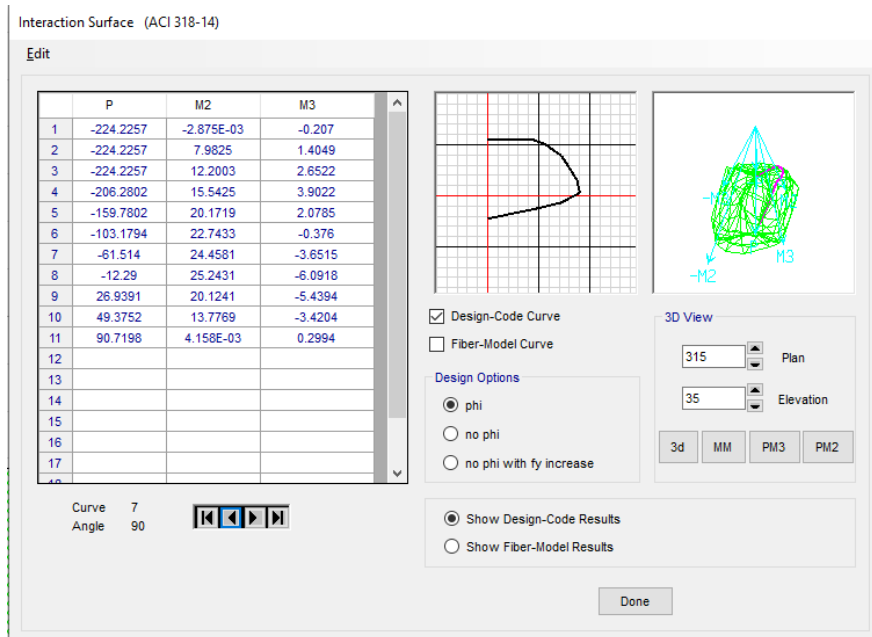 Interaction Surface (ACI 318-14)
Edit
P M2 M3
1 -224.2257 -2.875E-03 -0.207
2 -224.2257 7.9825 1.4049
3 -224.2257 12.2003 2.6522
4 -206.2802 15.5425 3.9022
5 -159.7802 20.1719 2.0785
6 -103.1794 22.7433 -0.376
7 -61.514 24.4581 -3.6515
8 -12.29 25.2431 -6.0918
9 26.9391 20.1241 -5.4394
10 49.3752 13.7769 -3.4204
11 90.7198 4.158E-03 0.2994
12
13
14
15
16
17
Curve 7
Angle 90
Design-Code Curve
Fiber-Model Curve
Design Options
phi
no phi
no phi with fy increase
-M2
M3
3D View
315 Plan
35 Elevation
3d MM PM3 PM2
Show Design-Code Results
Show Fiber-Model Results
Done